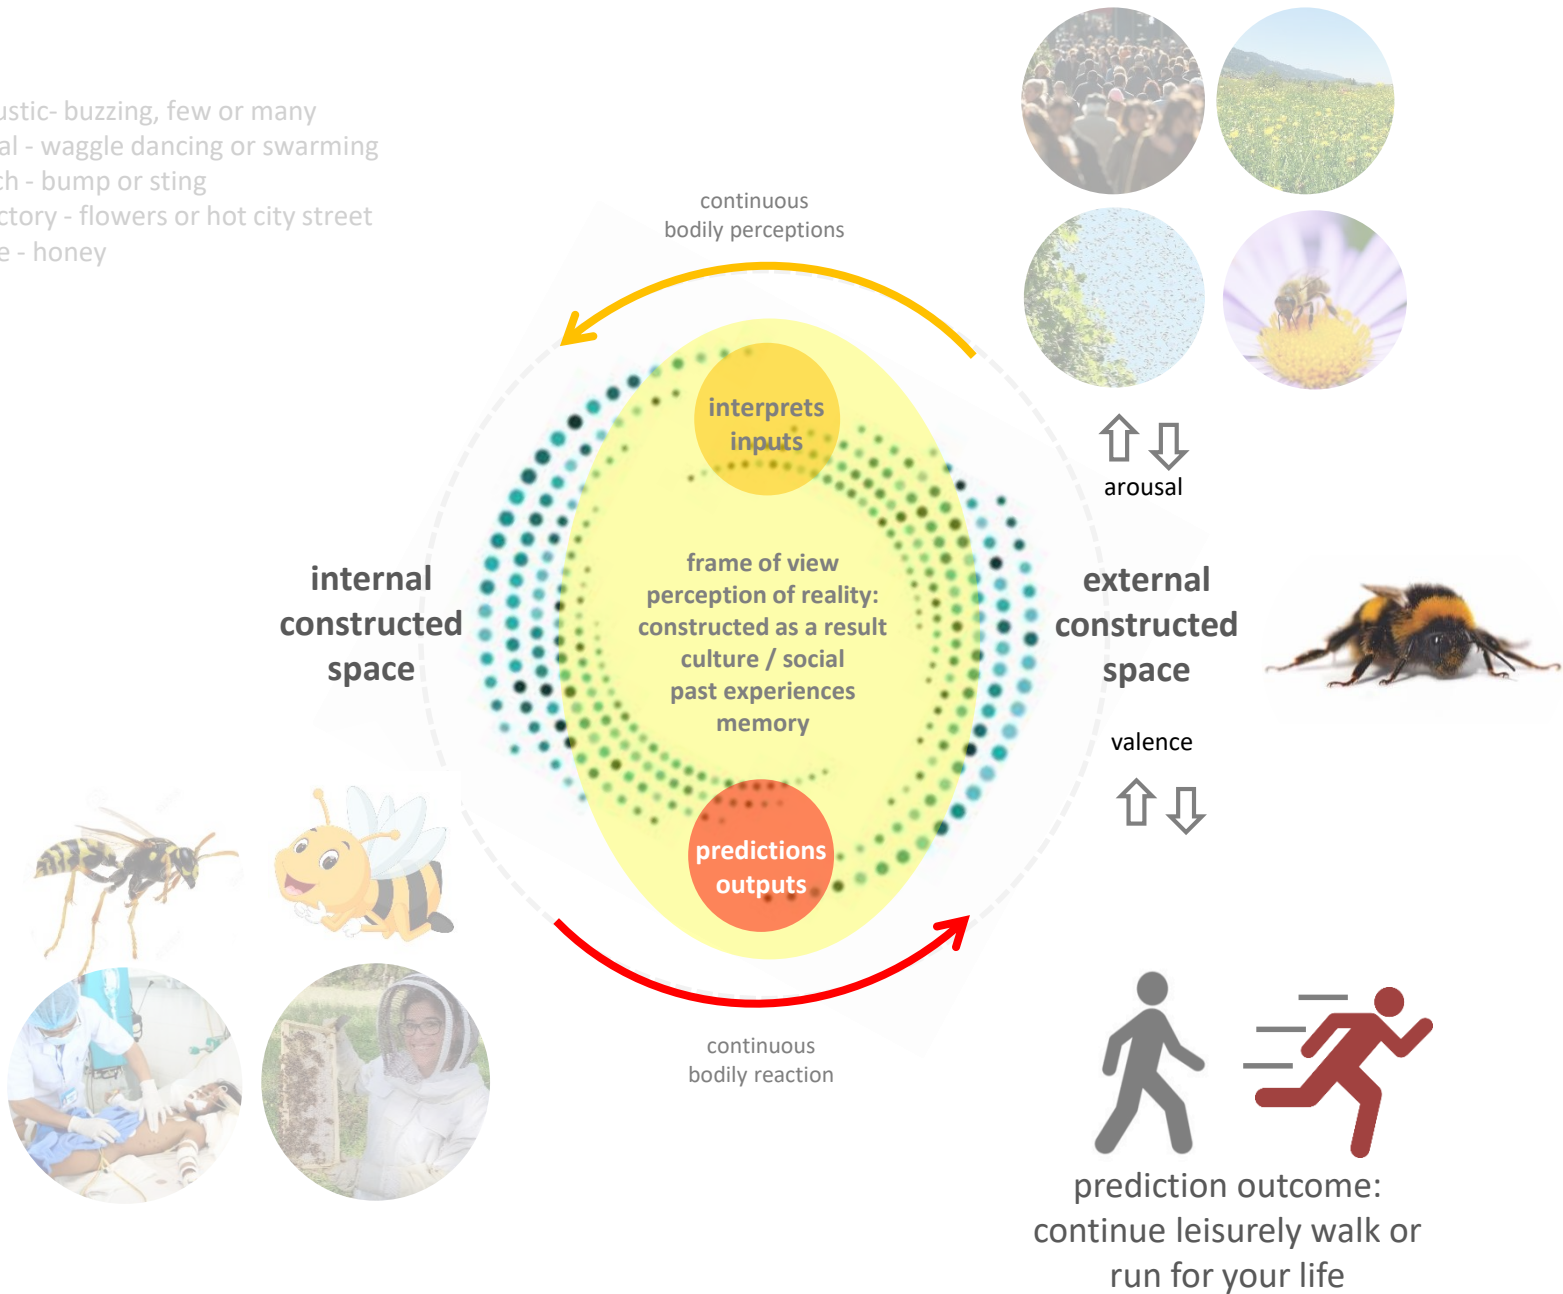 ustic- buzzing, few or many
al - waggle dancing or swarming
ch - bump or sting
ctory - flowers or hot city street
e - honey
continuous
bodily perceptions
interprets
inputs
arousal
frame of view
perception of reality:
constructed as a result
culture / social
past experiences
memory
internal
constructed
space
external
constructed
space
valence
predictions
outputs
continuous
bodily reaction
prediction outcome:
continue leisurely walk or
run for your life